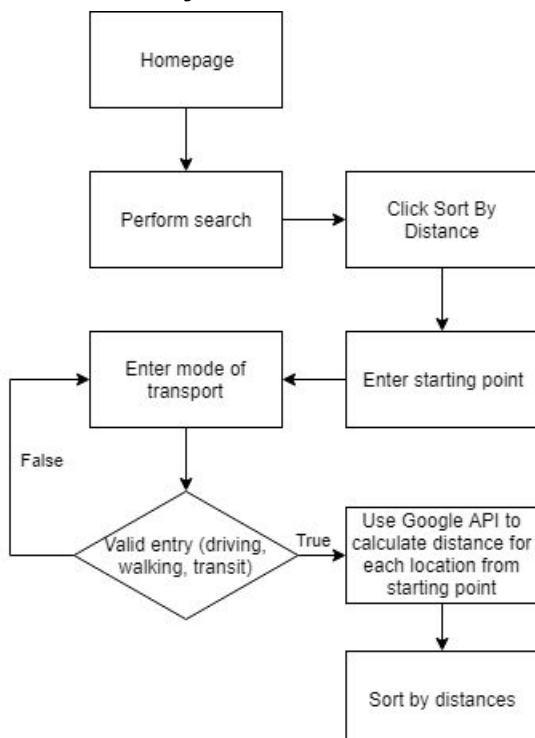 Homepage
Perform search
Click Sort By
Distance
Enter mode of
transport
Enter starting point
False
Valid entry (driving,
walking, transit)
True
Use Google API to
calculate distance for
each location from
starting point
Sort by distances